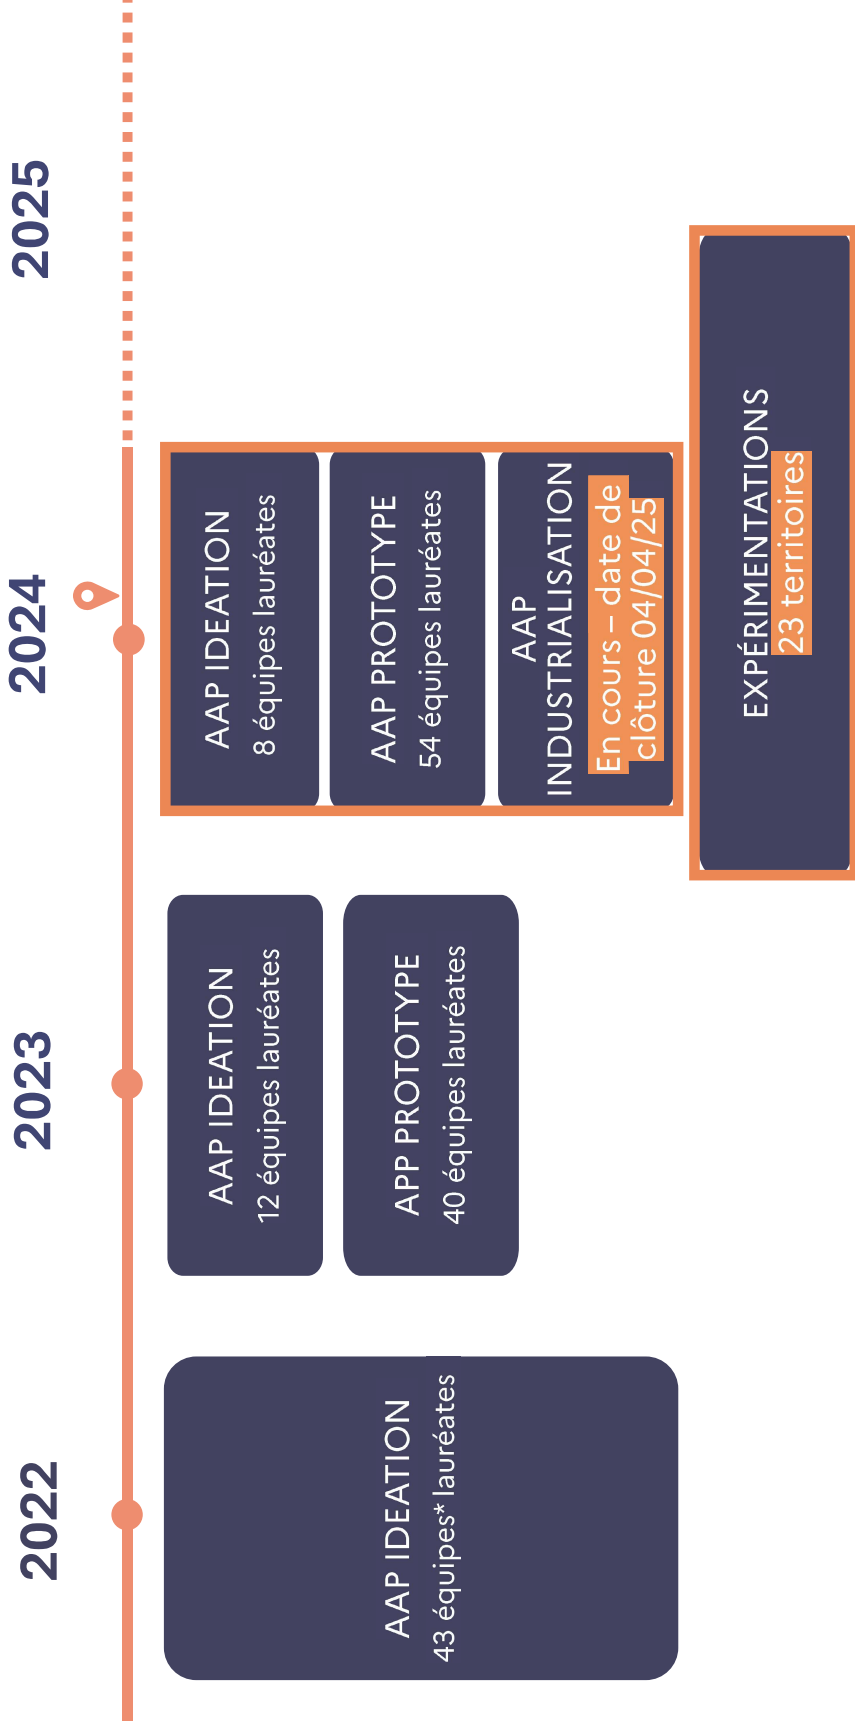 2022
2023
2024
2025
AAP IDEATION
43 équipes* lauréates
AAP IDEATION
12 équipes lauréates
APP PROTOTYPE
40 équipes lauréates
AAP IDEATION
8 équipes lauréates
AAP PROTOTYPE
54 équipes lauréates
AAP
INDUSTRIALISATION
En cours – date de
clôture 04/04/25
EXPÉRIMENTATIONS
23 territoires